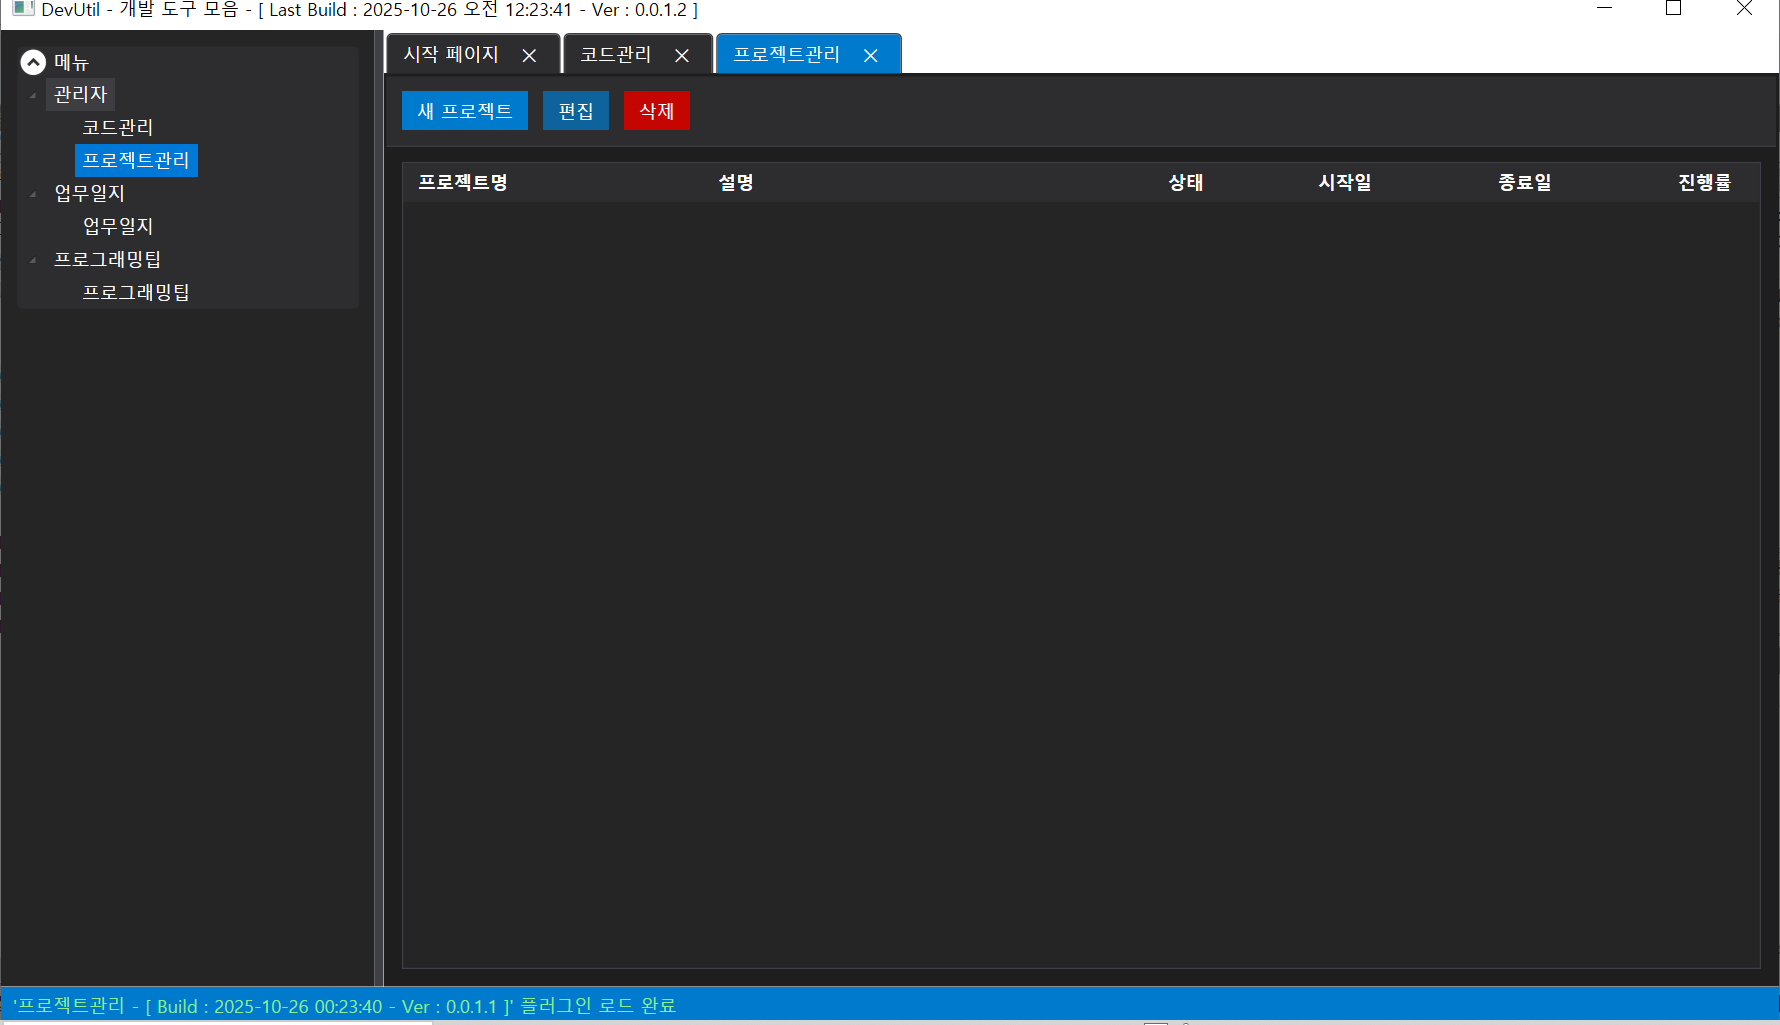 DevUtil - 개발 도구 모음 - [ Last Build : 2025-10-26 오전 12:23:41 - Ver : 0.0.1.2 ]
메뉴
관리자
코드관리
프로젝트관리
업무일지
업무일지
프로그래밍팁
프로그래밍팁
시작 페이지
코드관리
프로젝트관리
새 프로젝트 편집 삭제
프로젝트명 설명 상태 시작일 종료일 진행률
'프로젝트관리 - [ Build : 2025-10-26 00:23:40 - Ver : 0.0.1.1 ]' 플러그인 로드 완료